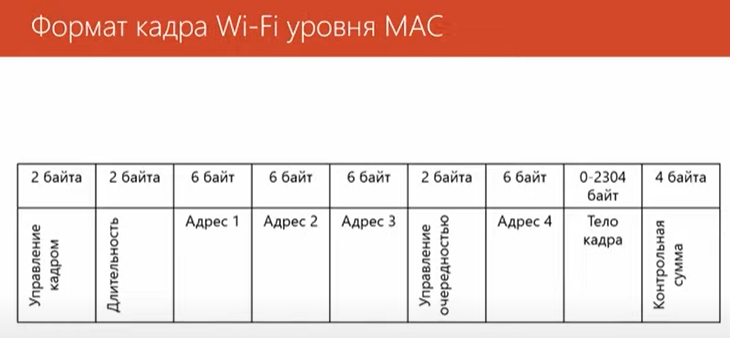 Формат кадра Wi-Fi уровня MAC
2 байта 2 байта 6 байт 6 байт 6 байт 2 байта 6 байт 0-2304 байт 4 байта
Управление кадром Длительность Адрес 1 Адрес 2 Адрес 3 Управление очередностью Адрес 4 Тело кадра Контрольная сумма